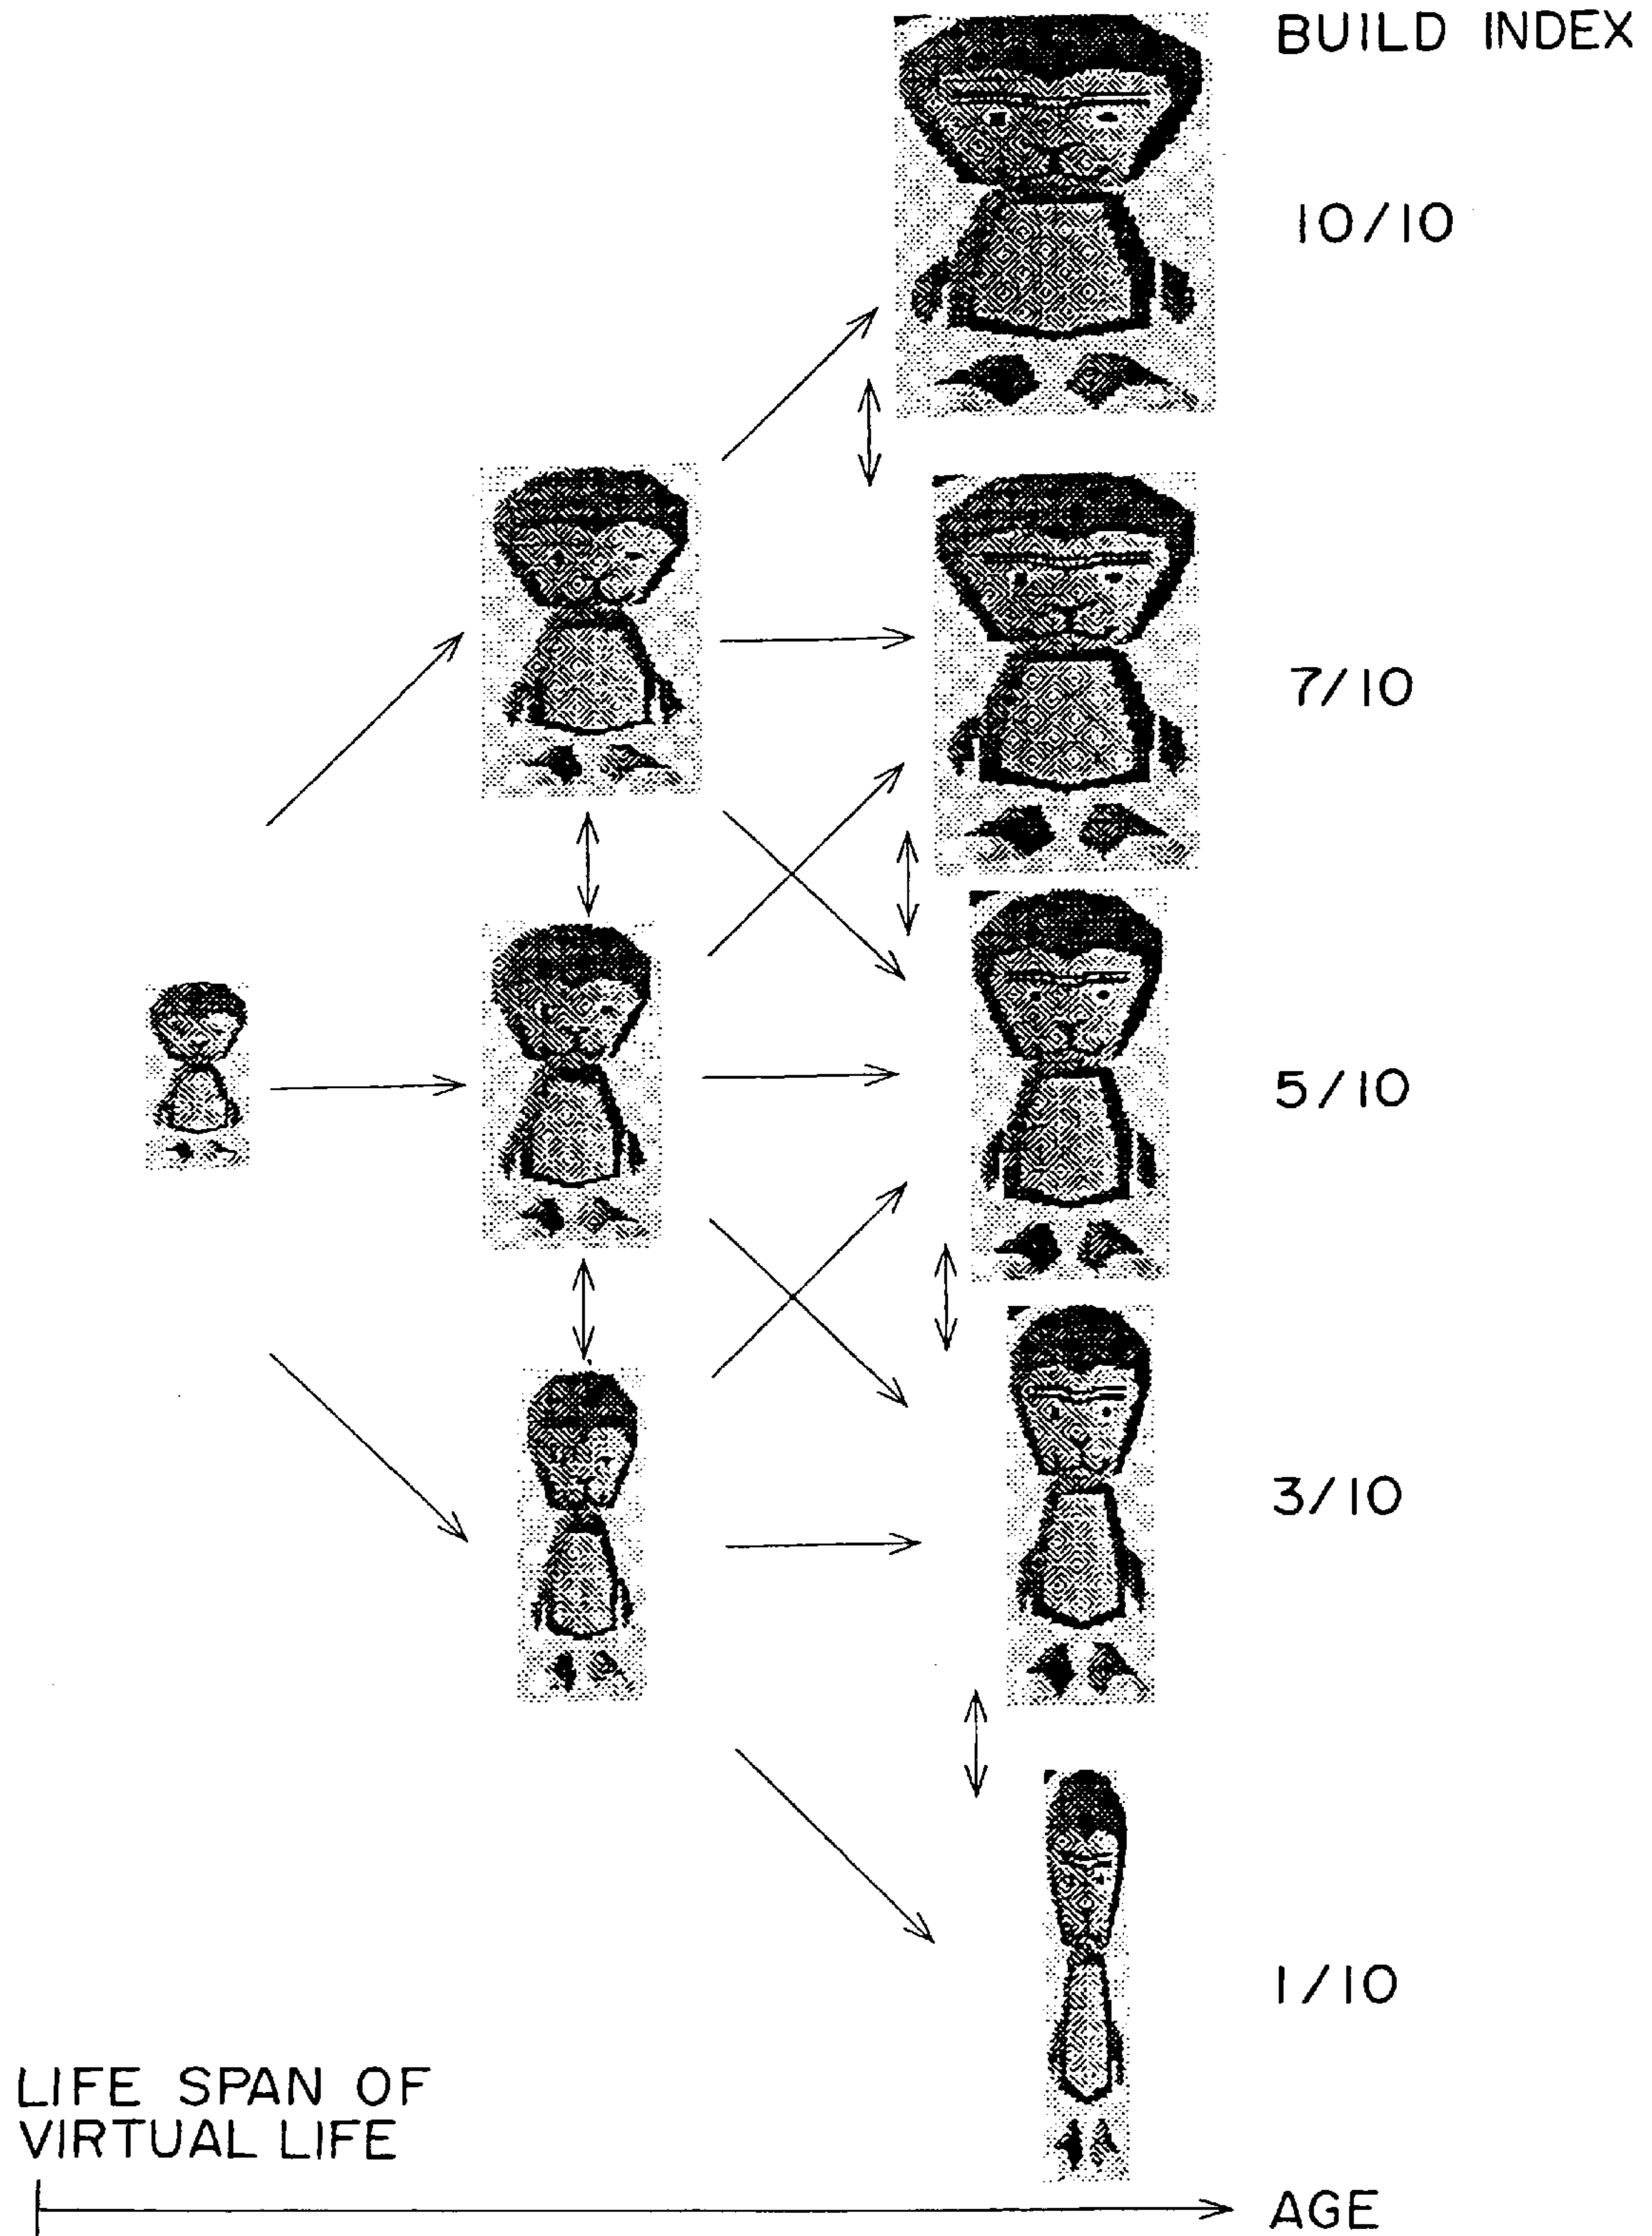 BUILD INDEX
10/10
7/10
5/10
3/10
1/10
LIFE SPAN OF
VIRTUAL LIFE
AGE